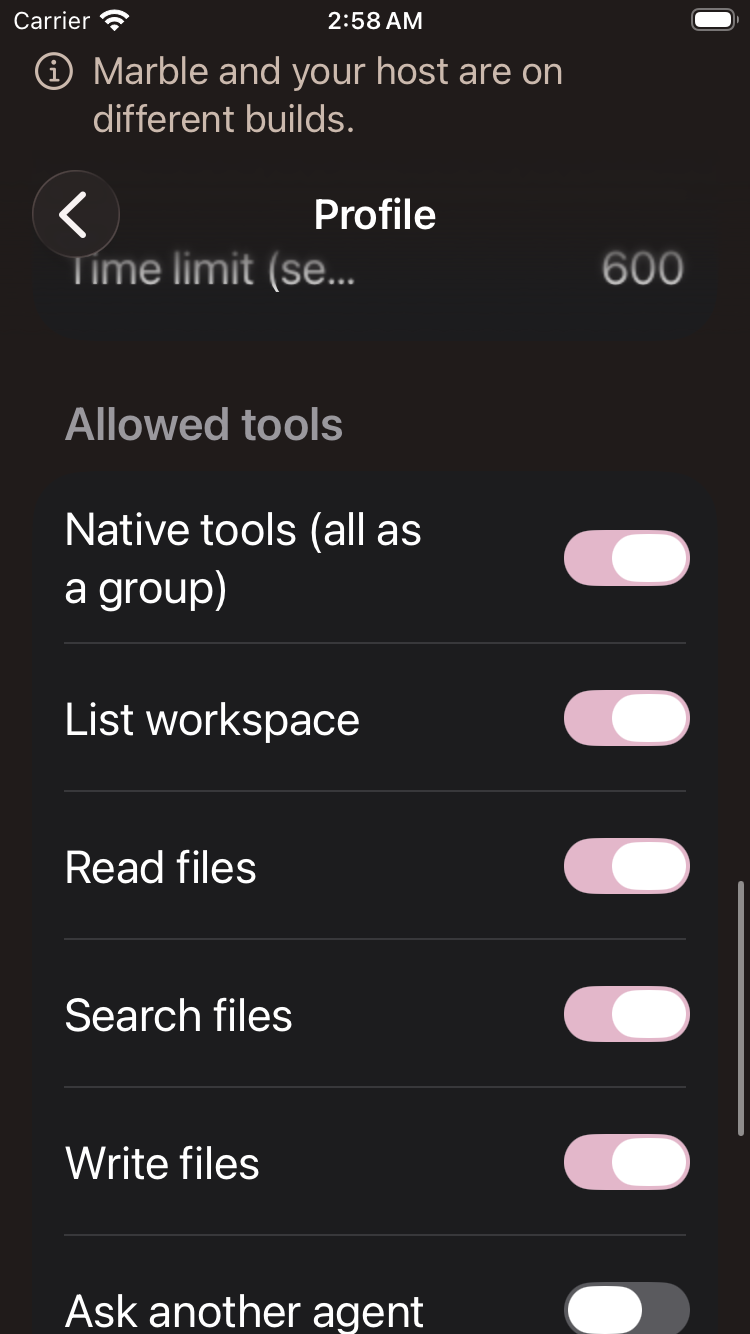 Carrier 2:58 AM
Marble and your host are on
different builds.
Profile
Time limit (se... 600
Allowed tools
Native tools (all as
a group)
List workspace
Read files
Search files
Write files
Ask another agent